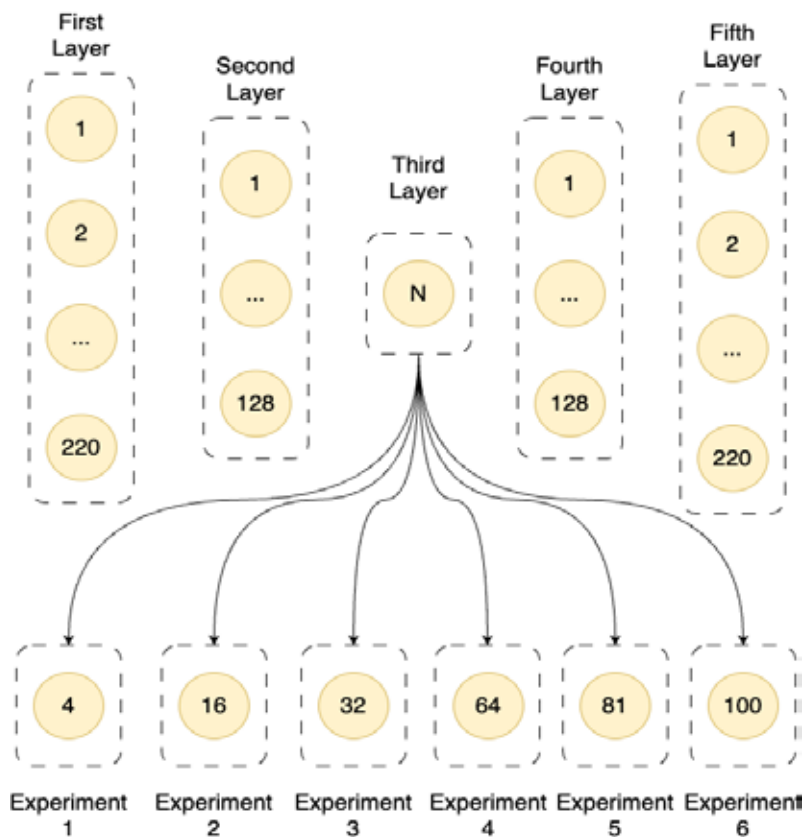 First
Layer
1
2
...
220
Second
Layer
1
...
128
Third
Layer
N
Fourth
Layer
1
...
128
Fifth
Layer
1
2
...
220
4
16
32
64
81
100
Experiment
1
Experiment
2
Experiment
3
Experiment
4
Experiment
5
Experiment
6